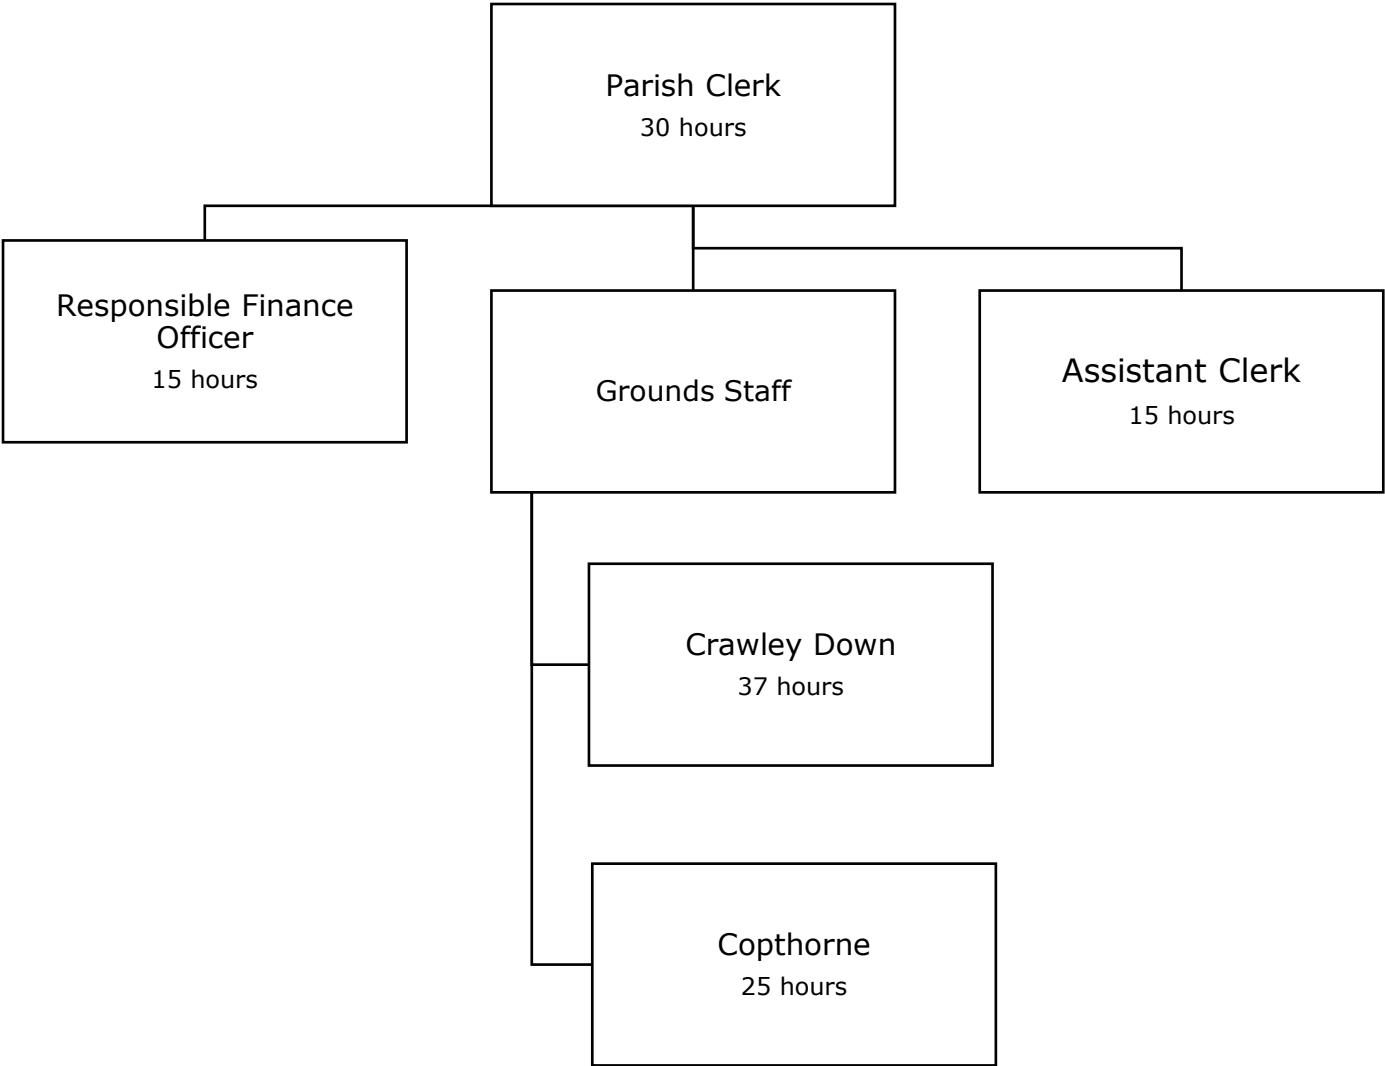 Parish Clerk
30 hours
Responsible Finance
Officer
15 hours
Grounds Staff
Assistant Clerk
15 hours
Crawley Down
37 hours
Copthorne
25 hours